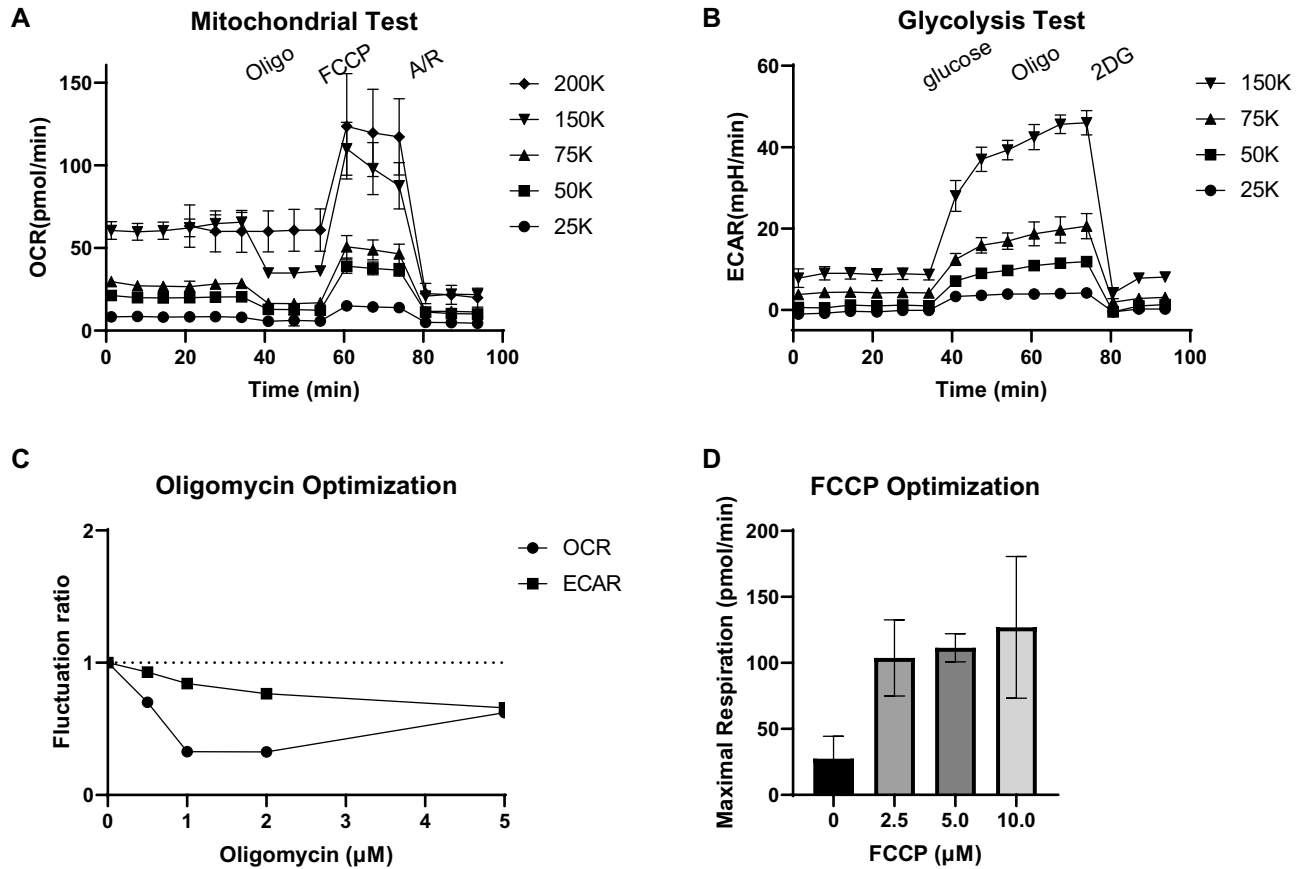 A
Mitochondrial Test
Oligo
FCCP
A/R
OCR(pmol/min)
150
100
50
0
0 20 40 60 80 100
Time (min)
200K
150K
75K
50K
25K
B
Glycolysis Test
glucose
Oligo
2DG
ECAR(mpH/min)
60
40
20
0
0 20 40 60 80 100
Time (min)
150K
75K
50K
25K
C
Oligomycin Optimization
Fluctuation ratio
2
1
0
0 1 2 3 4 5
Oligomycin (µM)
OCR
ECAR
D
FCCP Optimization
Maximal Respiration (pmol/min)
200
150
100
50
0
0 2.5 5.0 10.0
FCCP (µM)